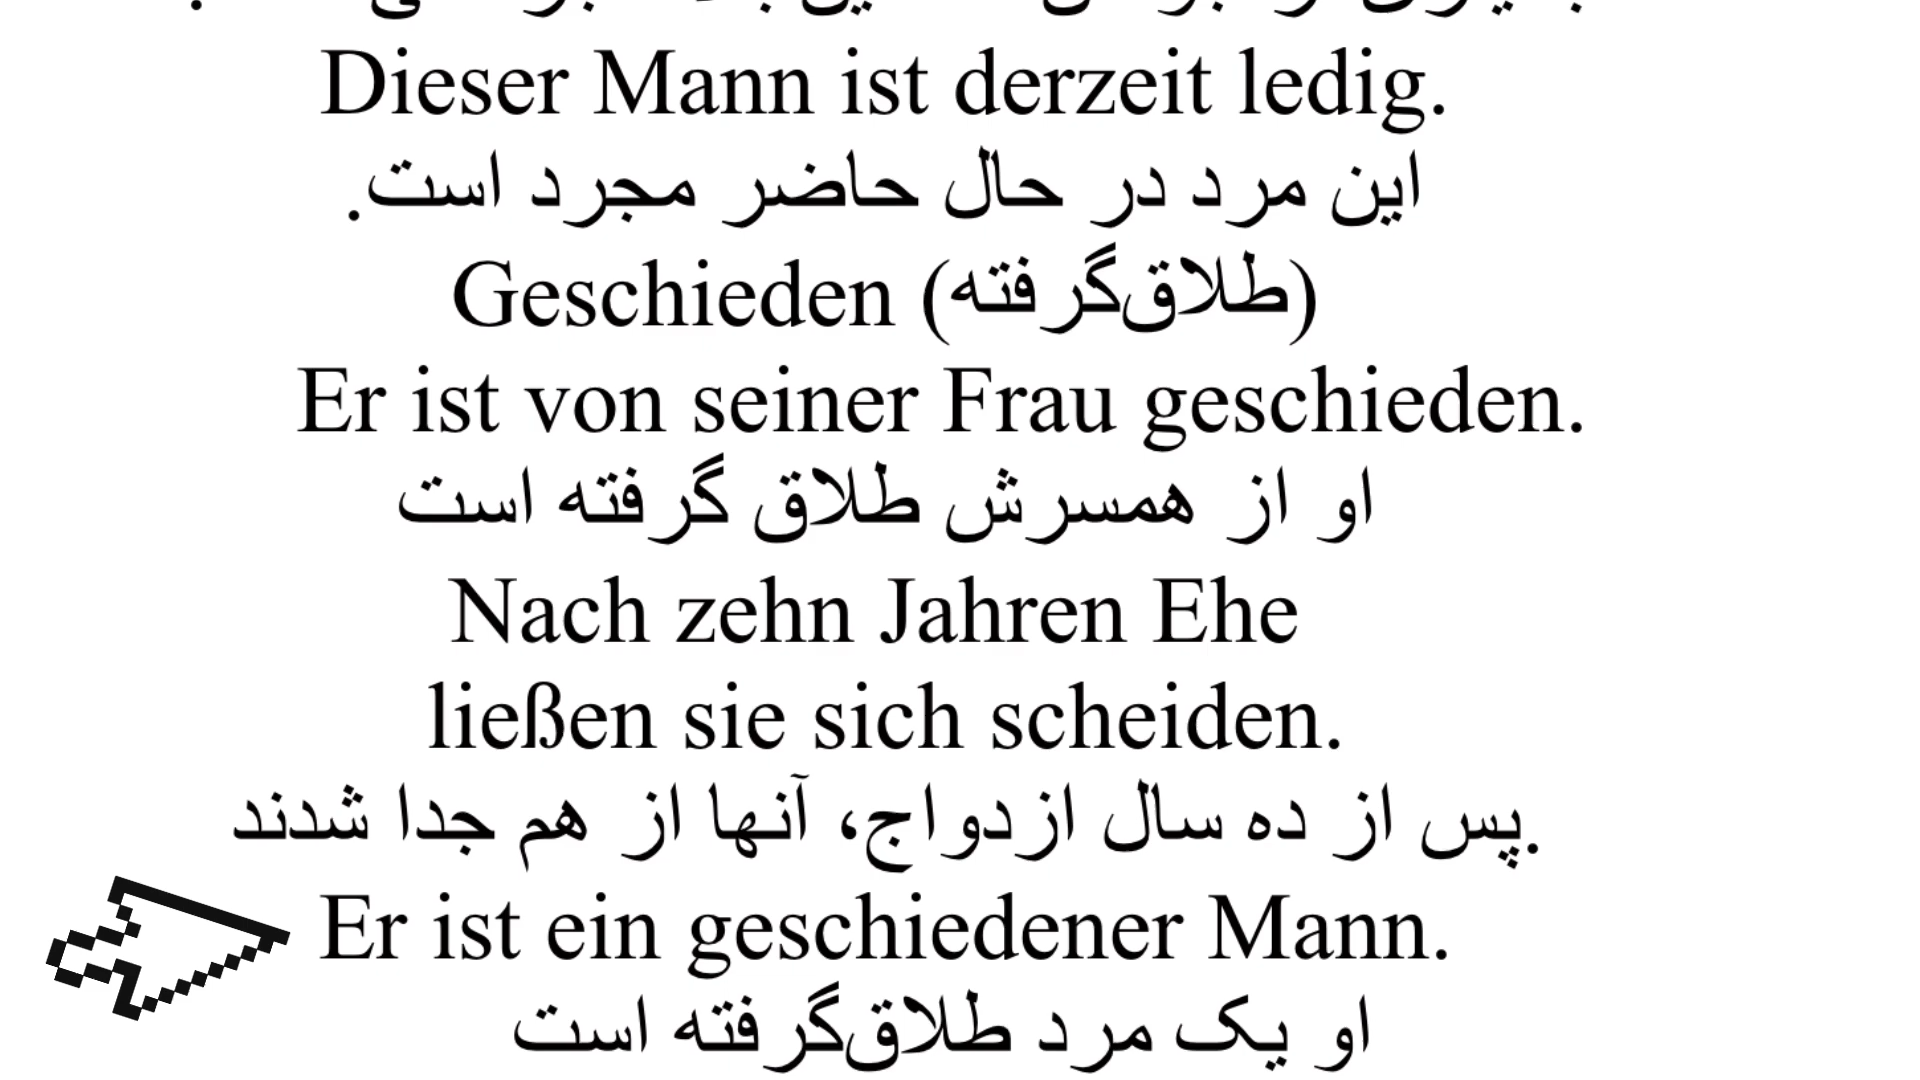 Dieser Mann ist derzeit ledig.
این مرد در حال حاضر مجرد است.
Geschieden (طلاق‌گرفته)
Er ist von seiner Frau geschieden.
او از همسرش طلاق گرفته است
Nach zehn Jahren Ehe
ließen sie sich scheiden.
.پس از ده سال ازدواج، آنها از هم جدا شدند
Er ist ein geschiedener Mann.
او یک مرد طلاق‌گرفته است